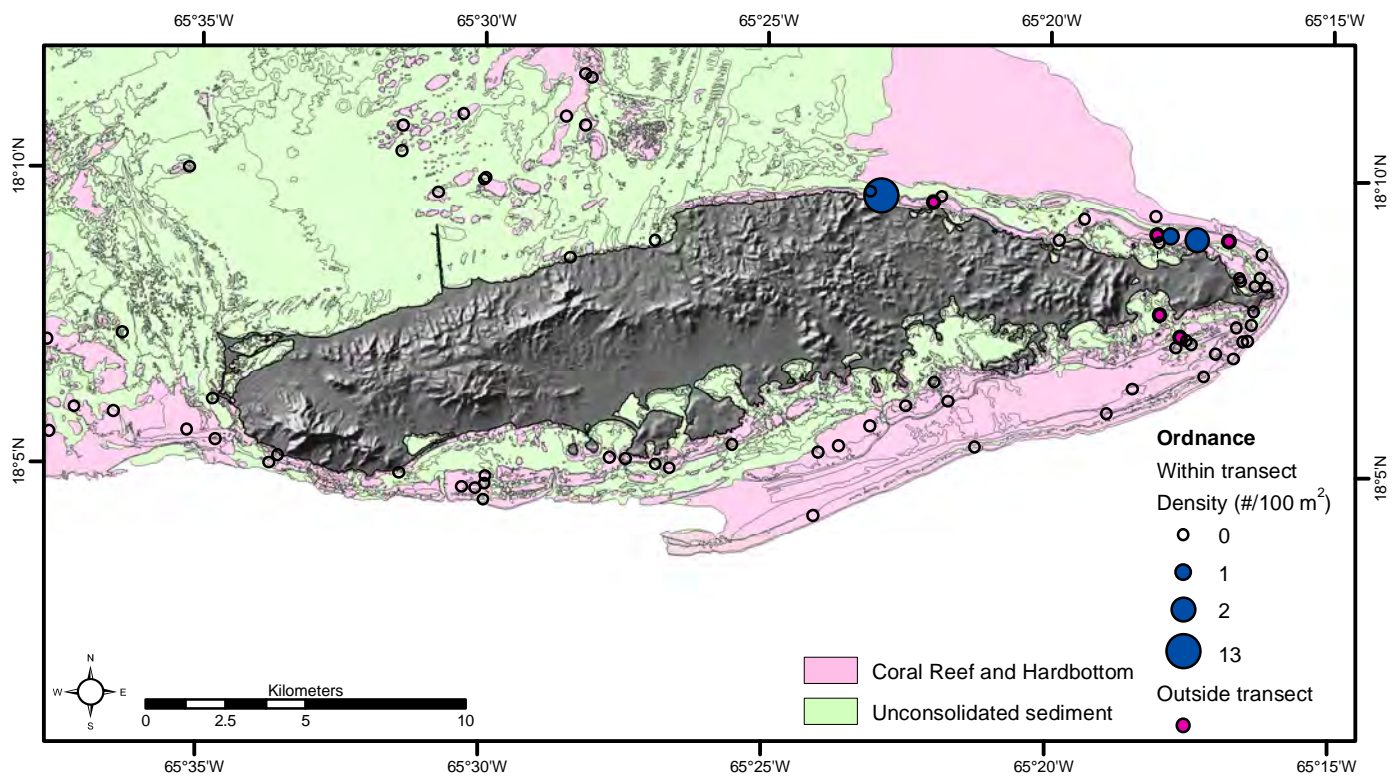 65°35'W 65°30'W 65°25'W 65°20'W 65°15'W
18°10'N 18°10'N
18°5'N 18°5'N
Ordnance
Within transect
Density (#/100 m²)
0
1
2
13
Outside transect
Coral Reef and Hardbottom
Unconsolidated sediment
N
W E
S
Kilometers
0 2.5 5 10
65°35'W 65°30'W 65°25'W 65°20'W 65°15'W